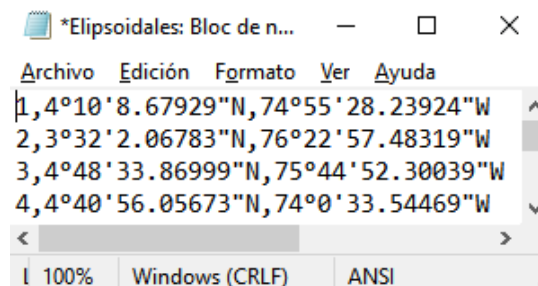 *Elipsoidales: Bloc de n...
Archivo Edición Formato Ver Ayuda
1,4°10'8.67929"N,74°55'28.23924"W
2,3°32'2.06783"N,76°22'57.48319"W
3,4°48'33.86999"N,75°44'52.30039"W
4,4°40'56.05673"N,74°0'33.54469"W
100% Windows (CRLF) ANSI